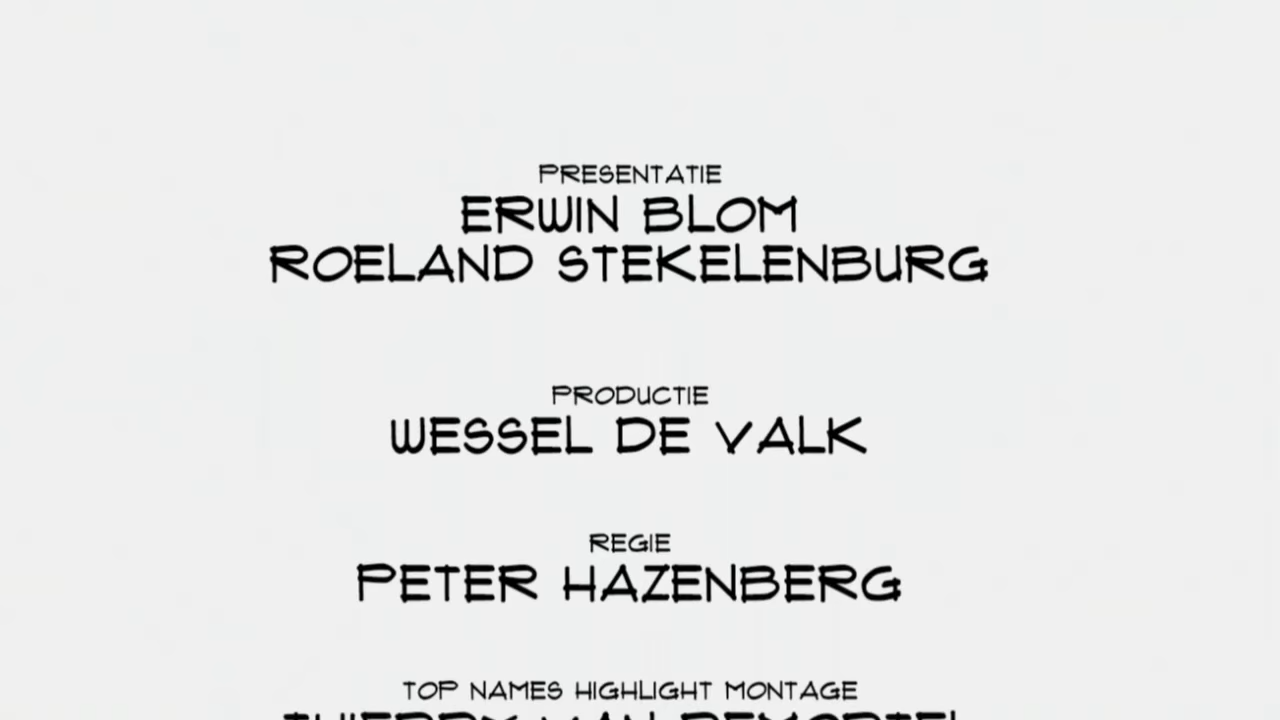 PRESENTATIE
ERWIN BLOM
ROELAND STEKELENBURG
PRODUCTIE
WESSEL DE VALK
REGIE
PETER HAZENBERG
TOP NAMES HIGHLIGHT MONTAGE